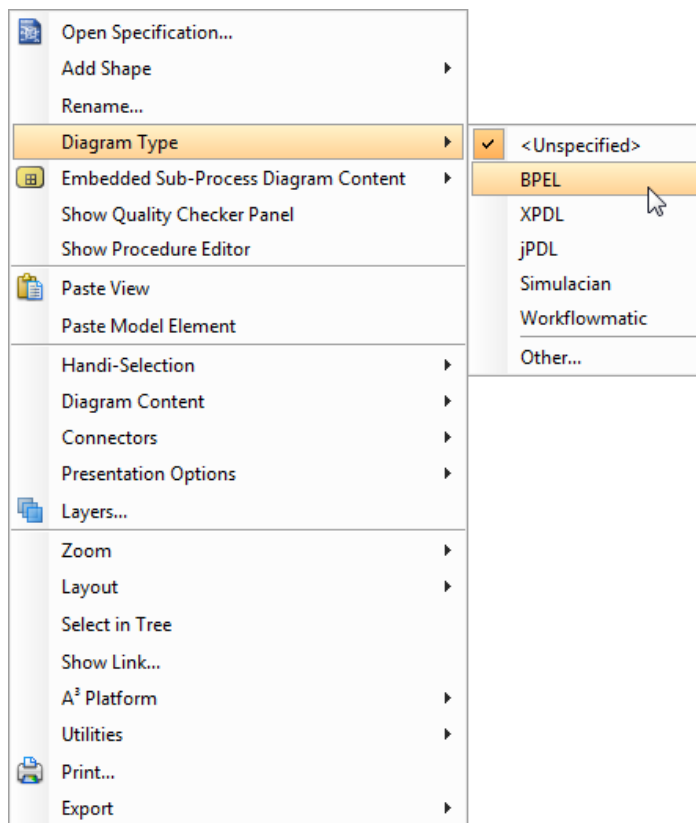 Open Specification...
Add Shape
Rename...
Diagram Type
Embedded Sub-Process Diagram Content
Show Quality Checker Panel
Show Procedure Editor
Paste View
Paste Model Element
Handi-Selection
Diagram Content
Connectors
Presentation Options
Layers...
Zoom
Layout
Select in Tree
Show Link...
A³ Platform
Utilities
Print...
Export
<Unspecified>
BPEL
XPDL
jPDL
Simulacian
Workflowmatic
Other...